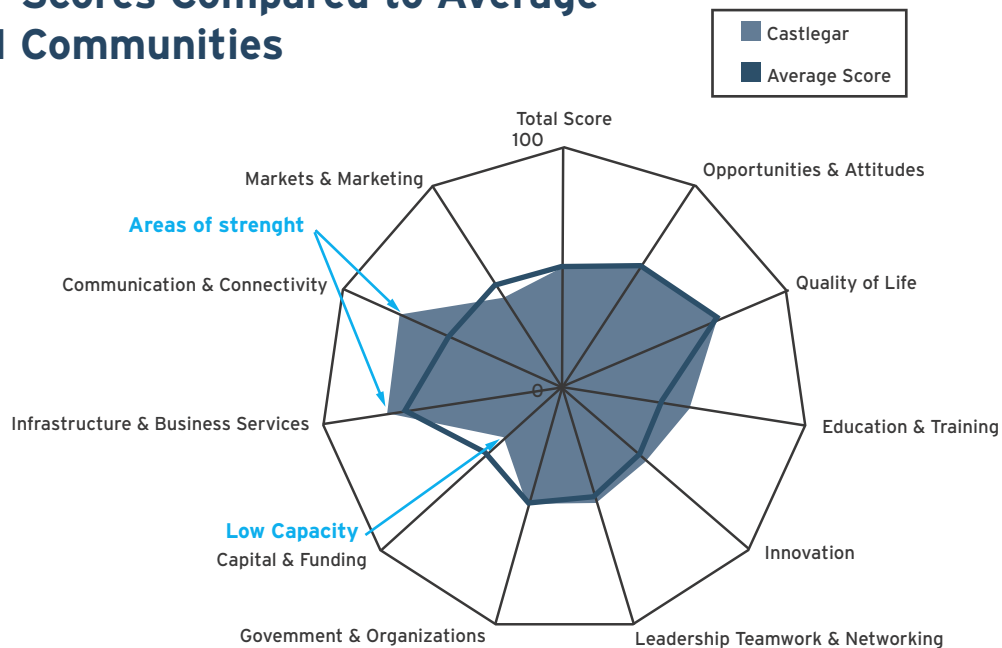 Scores Compared to Average
Communities
Castlegar
Average Score
Total Score
100
Opportunities & Attitudes
Markets & Marketing
Areas of strenght
Communication & Connectivity
Quality of Life
0
Infrastructure & Business Services
Education & Training
Low Capacity
Capital & Funding
Innovation
Govemment & Organizations
Leadership Teamwork & Networking